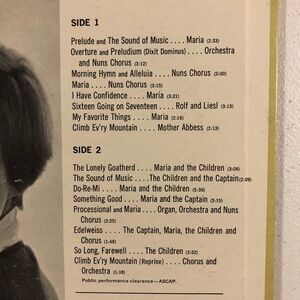 SIDE 1
Prelude and The Sound of Music .... Maria (2:33)
Overture and Preludium (Dixit Dominus) .... Orchestra
and Nuns Chorus (3:12)
Morning Hymn and Alleluia .... Nuns Chorus (2:00)
Maria .... Nuns Chorus (3:15)
I Have Confidence .... Maria (3:21)
Sixteen Going on Seventeen .... Rolf and Liesl (3:13)
My Favorite Things .... Maria (2:16)
Climb Ev'ry Mountain .... Mother Abbess (2:13)
SIDE 2
The Lonely Goatherd .... Maria and the Children (3:08)
The Sound of Music ....The Children and the Captain(2:09)
Do-Re-Mi .... Maria and the Children (5:30)
Something Good .... Maria and the Captain (3:15)
Processional and Maria .... Organ, Orchestra and Nuns
Chorus (2:25)
Edelweiss .... The Captain, Maria, the Children and
Chorus (1:48)
So Long, Farewell .... The Children (2:52)
Climb Ev'ry Mountain (Reprise) .... Chorus and
Orchestra (1:18)
Public performance clearance—ASCAP.